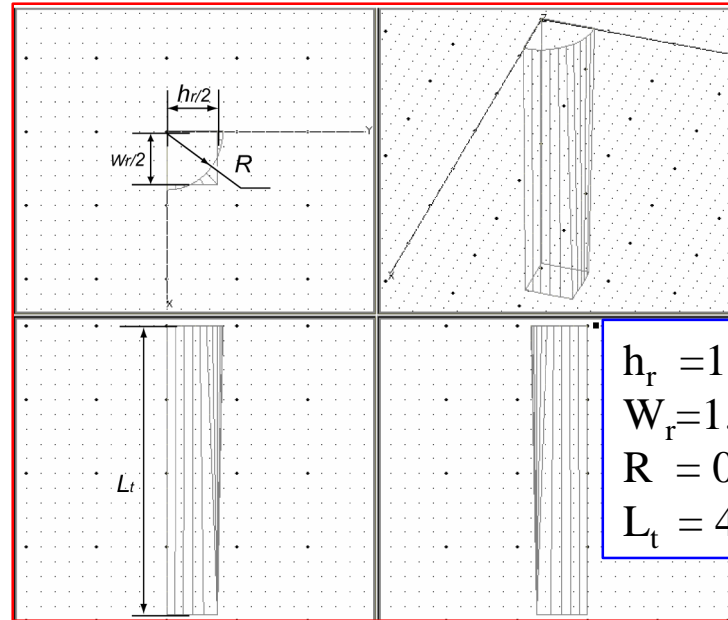 hr/2
Y
Wr/2
R
X
Z
X
Lt
hr =1
Wr=1.
R = 0
Lt = 4